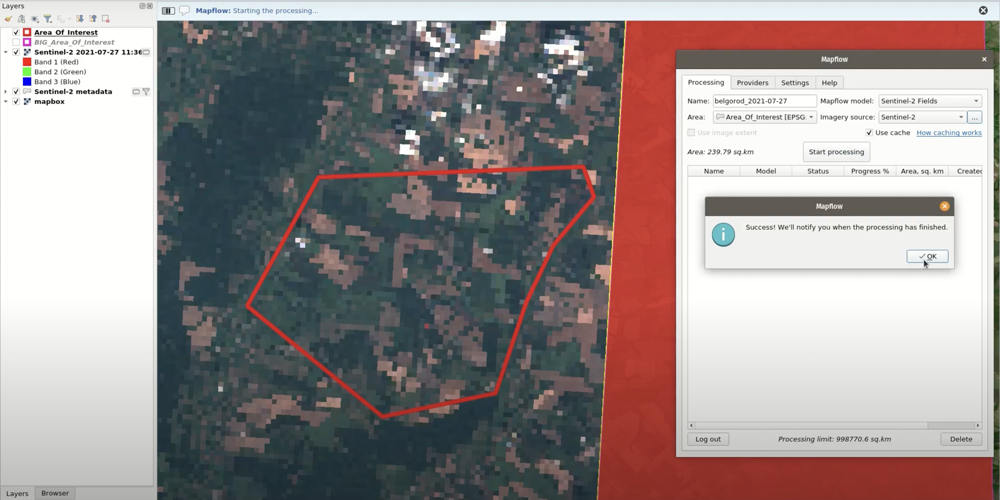 Layers
Area_Of_Interest
BIG_Area_Of_Interest
Sentinel-2 2021-07-27 11:36
Band 1 (Red)
Band 2 (Green)
Band 3 (Blue)
Sentinel-2 metadata
mapbox
Layers Browser
Mapflow: Starting the processing...
Mapflow
Processing Providers Settings Help
Name: belgorod_2021-07-27 Mapflow model: Sentinel-2 Fields
Area: Area_Of_Interest [EPSG: Imagery source: Sentinel-2 ...
Use image extent Use cache How caching works
Area: 239.79 sq.km Start processing
Name Model Status Progress % Area, sq. km Created
Mapflow
Success! We'll notify you when the processing has finished.
OK
Log out Processing limit: 998770.6 sq.km Delete